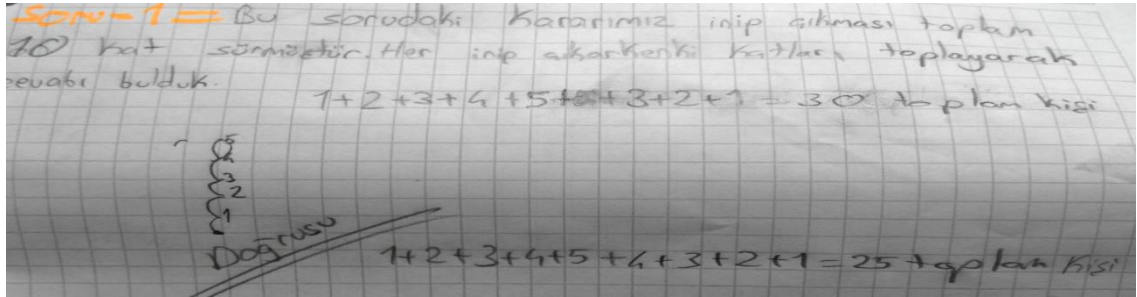 Soru-1= Bu sorudaki kararımız inip çıkması toplam
10 kat sürmüştür. Her inip çıkarkenki katları toplayarak
cevabı bulduk.
1+2+3+4+5+ +3+2+1=30 toplam kişi
5
4
3
2
1
Doğrusu
1+2+3+4+5+4+3+2+1=25 toplam kişi